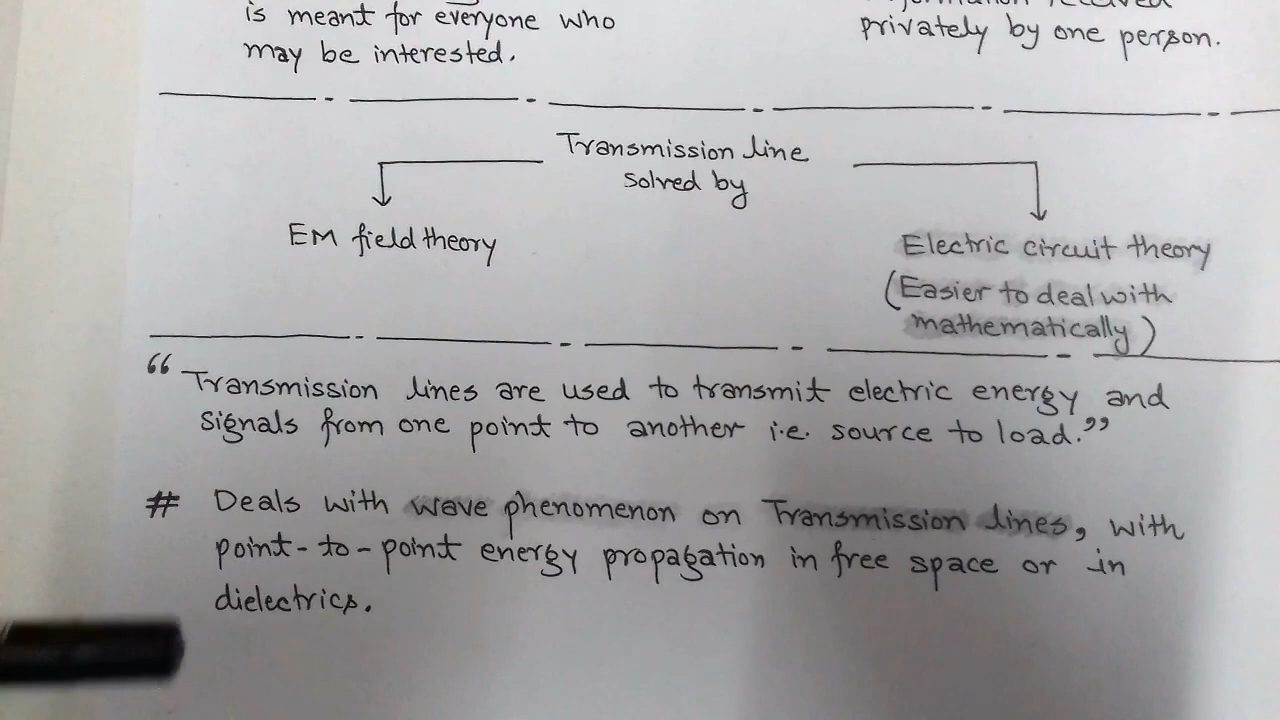 is meant for everyone who
may be interested.
received
privately by one person.
Transmission line
solved by
EM field theory
Electric circuit theory
(Easier to deal with
mathematically)
“Transmission lines are used to transmit electric energy and
signals from one point to another i.e. source to load.”
# Deals with wave phenomenon on Transmission lines, with
point-to-point energy propagation in free space or in
dielectrics.